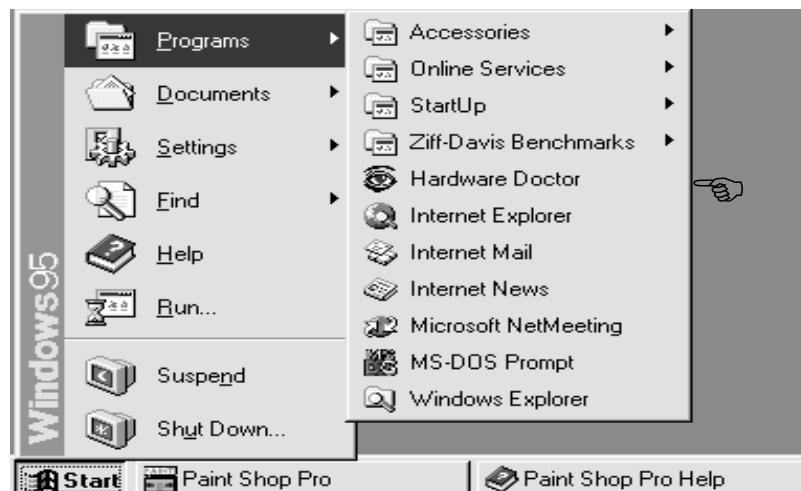 Programs
Documents
Settings
Find
Help
Run...
Suspend
Shut Down...
Windows95
Accessories
Online Services
StartUp
Ziff-Davis Benchmarks
Hardware Doctor
Internet Explorer
Internet Mail
Internet News
Microsoft NetMeeting
MS-DOS Prompt
Windows Explorer
Start
Paint Shop Pro
Paint Shop Pro Help